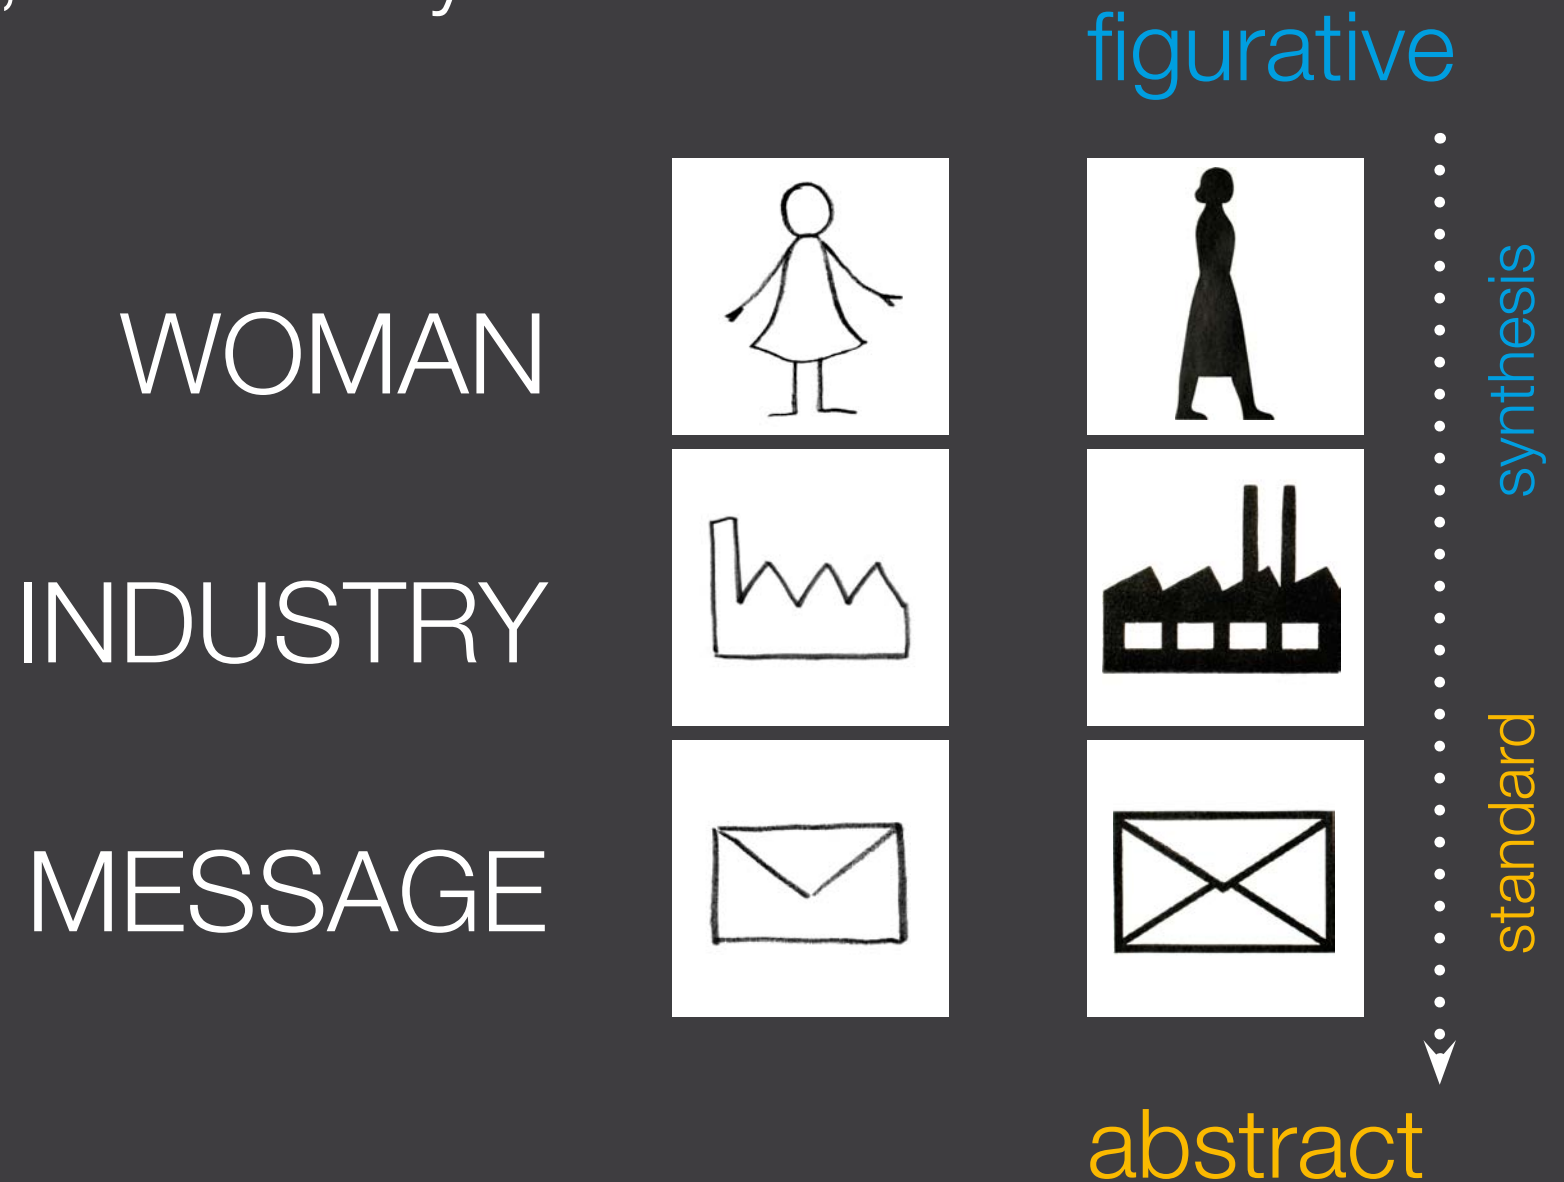 figurative
WOMAN
synthesis
INDUSTRY
standard
MESSAGE
abstract